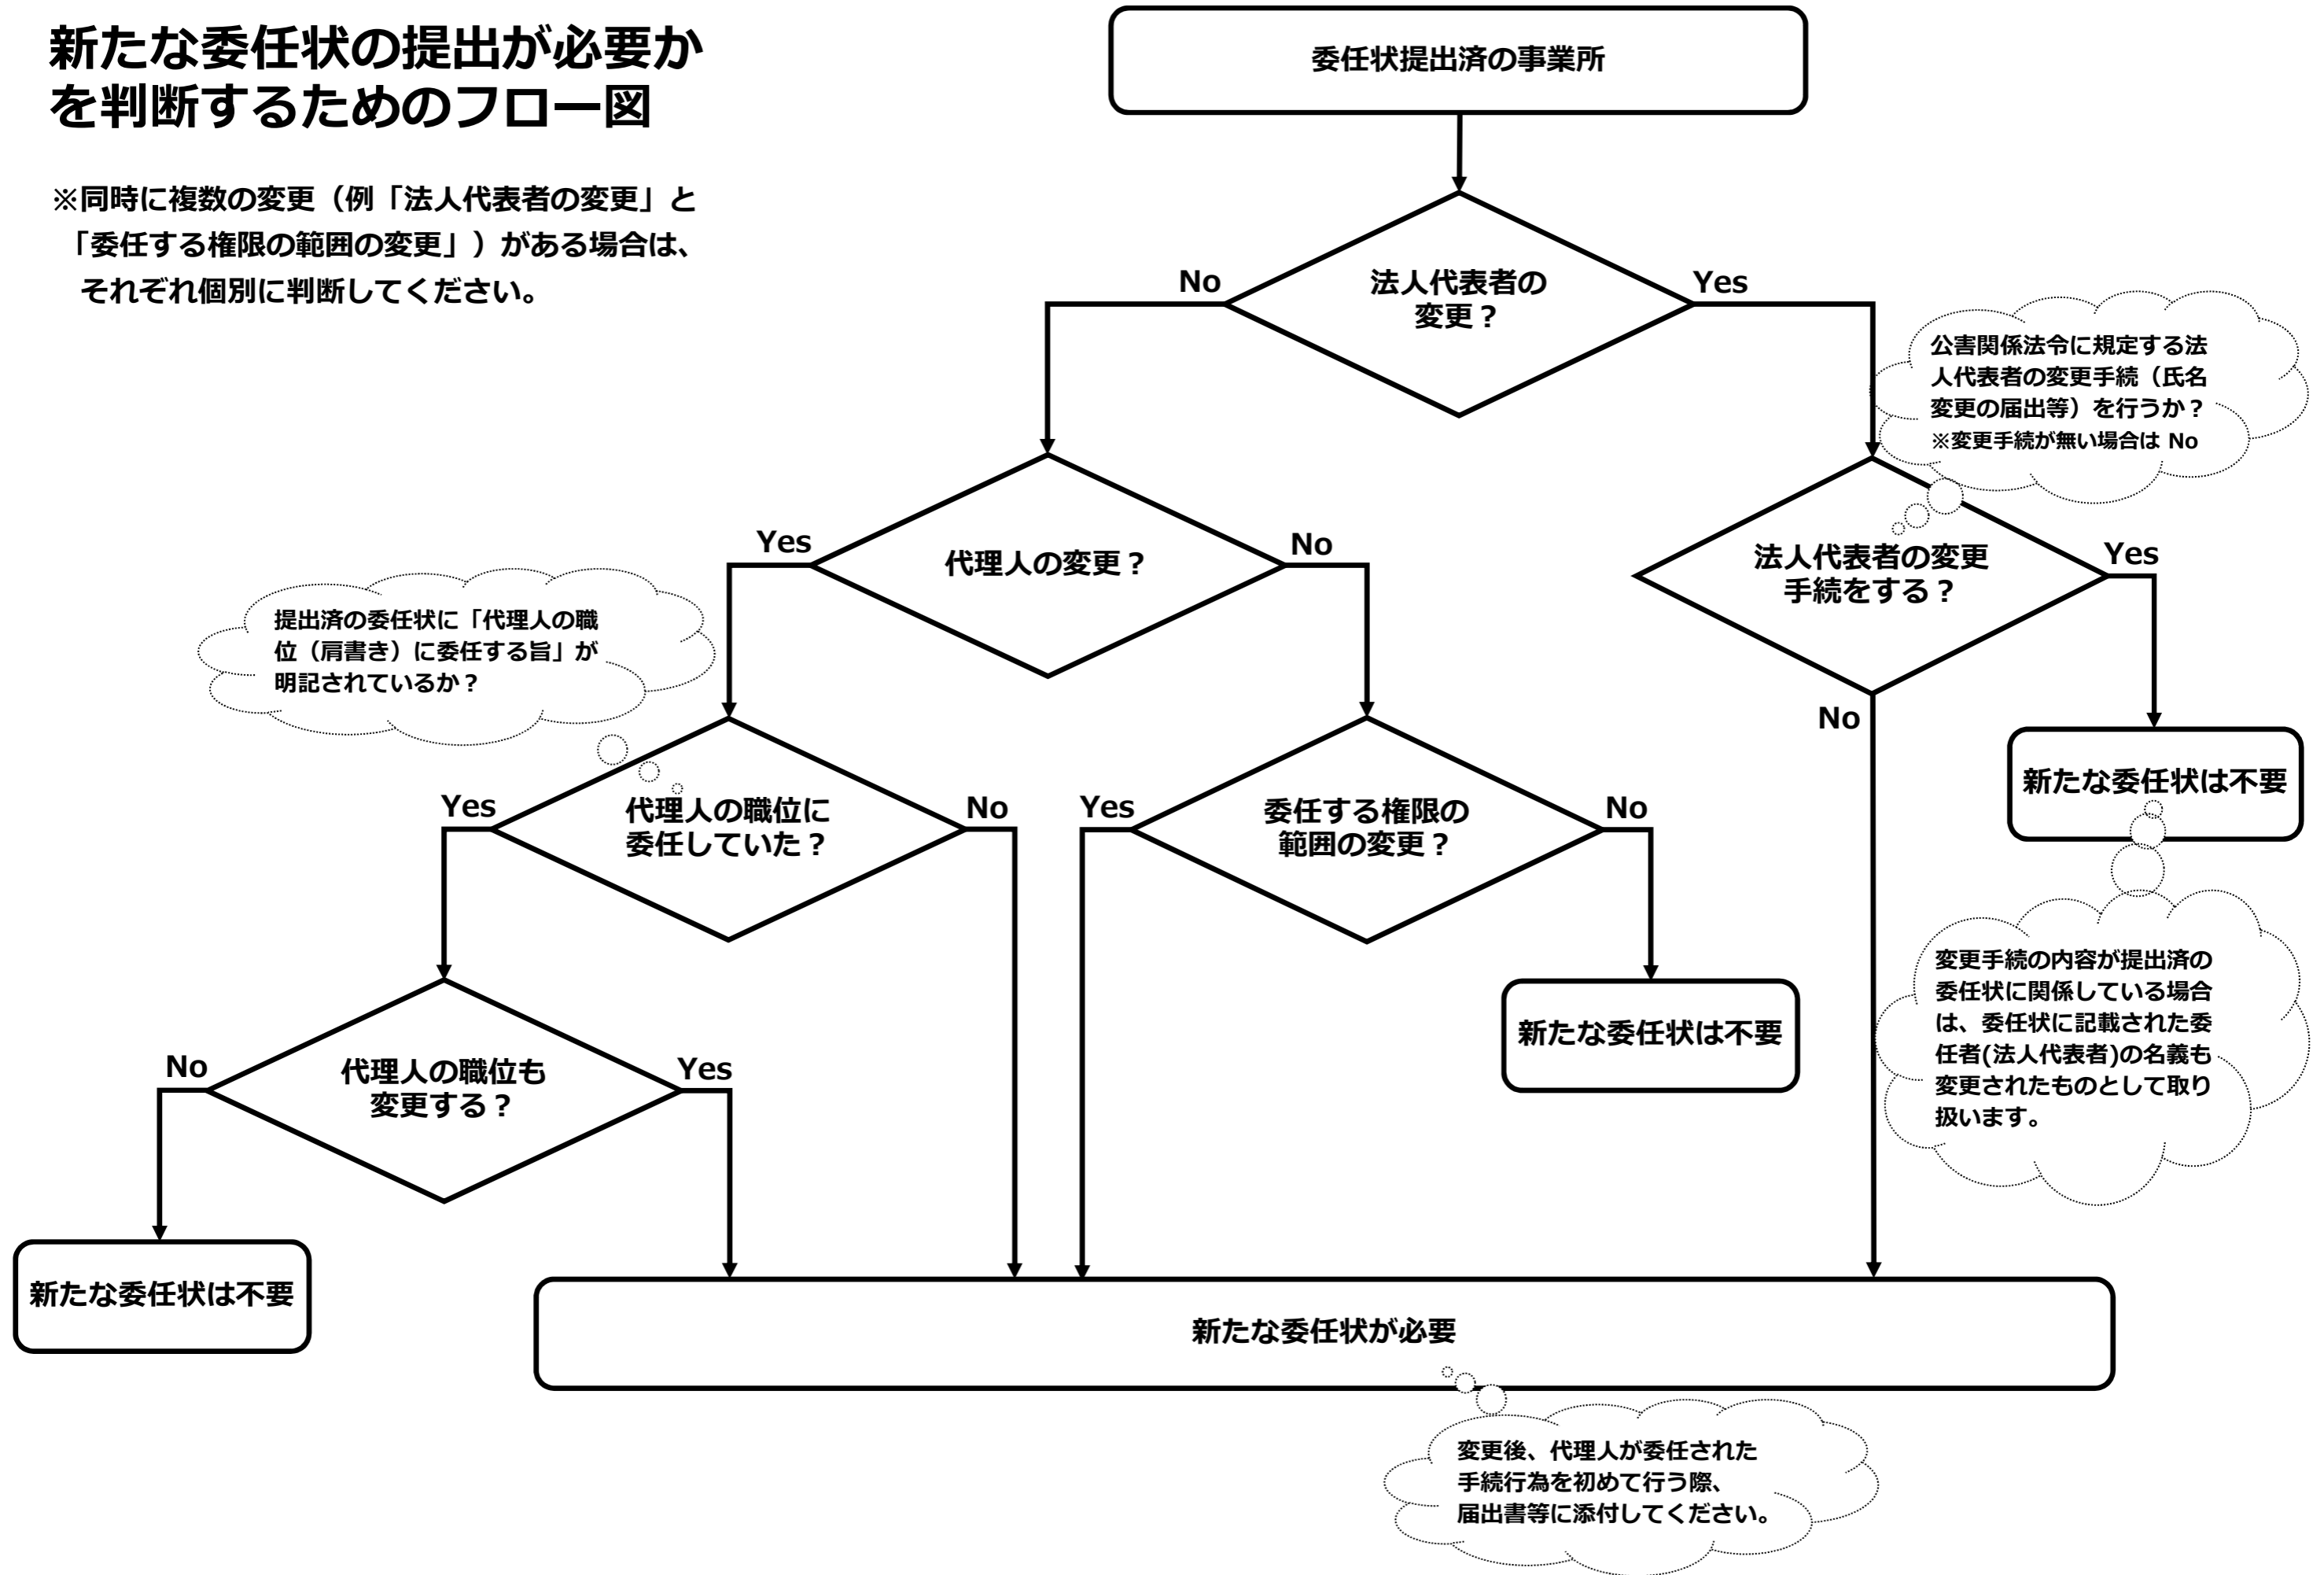 新たな委任状の提出が必要か
を判断するためのフロー図
※同時に複数の変更（例「法人代表者の変更」と
「委任する権限の範囲の変更」）がある場合は、
それぞれ個別に判断してください。
委任状提出済の事業所
法人代表者の
変更？
No
Yes
公害関係法令に規定する法
人代表者の変更手続（氏名
変更の届出等）を行うか？
※変更手続が無い場合は No
代理人の変更？
Yes
No
法人代表者の変更
手続をする？
Yes
No
提出済の委任状に「代理人の職
位（肩書き）に委任する旨」が
明記されているか？
代理人の職位に
委任していた？
Yes
No
委任する権限の
範囲の変更？
Yes
No
新たな委任状は不要
変更手続の内容が提出済の
委任状に関係している場合
は、委任状に記載された委
任者(法人代表者)の名義も
変更されたものとして取り
扱います。
新たな委任状は不要
代理人の職位も
変更する？
No
Yes
新たな委任状は不要
新たな委任状が必要
変更後、代理人が委任された
手続行為を初めて行う際、
届出書等に添付してください。